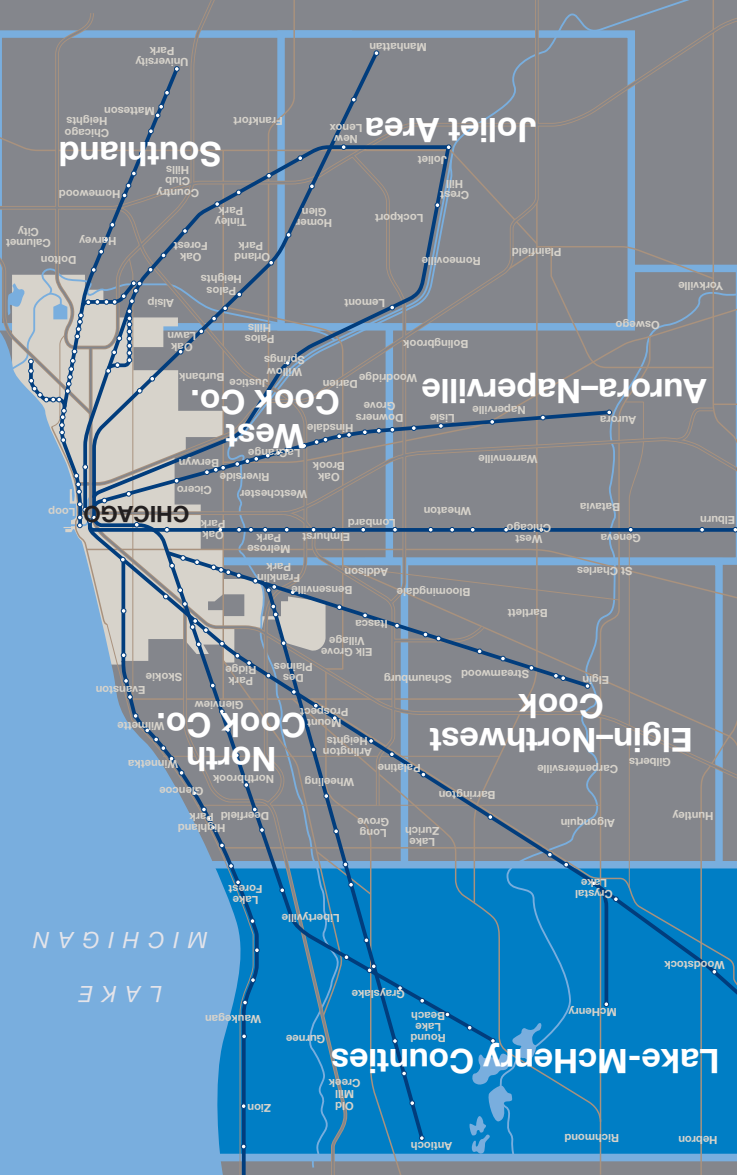 Hebron
Richmond
Antioch
Old
Mill
Creek
Zion
Lake-McHenry Counties
Round
Lake
Beach
Gurnee
McHenry
Grayslake
Waukegan
Woodstock
LAKE
MICHIGAN
Libertyville
Crystal
Lake
Lake
Forest
Huntley
Algonquin
Lake
Zurich
Long
Grove
Deerfield
Highland
Park
Barrington
Wheeling
Northbrook
Glencoe
Gilberts
Carpentersville
Palatine
Arlington
Heights
Winnetka
Elgin–Northwest
Cook
North
Cook Co.
Mount
Prospect
Glenview
Wilmette
Elgin
Streamwood
Schaumburg
Des
Plaines
Park
Ridge
Skokie
Evanston
Elk Grove
Village
Itasca
Bartlett
Bloomingdale
Bensenville
St Charles
Addison
Franklin
Park
Geneva
West
Chicago
Elburn
Lombard
Elmhurst
Melrose
Park
Oak
Park
CHICAGO
Loop
Batavia
Wheaton
Westchester
Cicero
Warrenville
Oak
Brook
Riverside
Berwyn
LaGrange
Aurora
Naperville
Lisle
Downers
Grove
Hinsdale
West
Cook Co.
Aurora–Naperville
Woodridge
Darien
Justice
Burbank
Willow
Springs
Bolingbrook
Palos
Hills
Oak
Lawn
Oswego
Yorkville
Lemont
Alsip
Romeoville
Palos
Heights
Plainfield
Orland
Park
Oak
Forest
Dolton
Calumet
City
Harvey
Lockport
Homer
Glen
Tinley
Park
Crest
Hill
Country
Club
Hills
Homewood
Joliet
Joliet Area
Southland
New
Lenox
Frankfort
Chicago
Heights
Matteson
Manhattan
University
Park